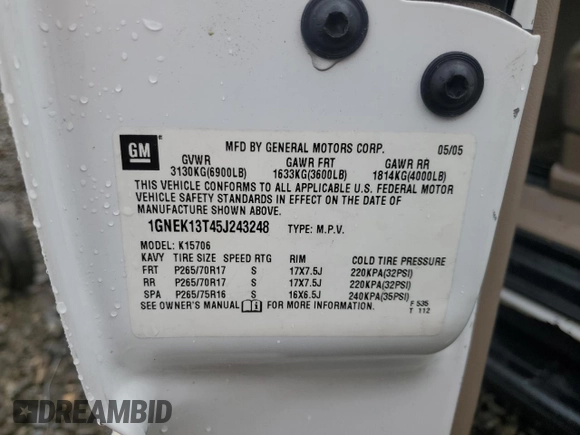 GM
MFD BY GENERAL MOTORS CORP. 05/05
GVWR GAWR FRT GAWR RR
3130KG(6900LB) 1633KG(3600LB) 1814KG(4000LB)
THIS VEHICLE CONFORMS TO ALL APPLICABLE U.S. FEDERAL MOTOR
VEHICLE SAFETY STANDARDS IN EFFECT ON THE DATE OF
MANUFACTURE SHOWN ABOVE.
1GNEK13T45J243248 TYPE: M.P.V.
MODEL: K15706
KAVY TIRE SIZE SPEED RTG RIM COLD TIRE PRESSURE
FRT P265/70R17 S 17X7.5J 220KPA(32PSI)
RR P265/70R17 S 17X7.5J 220KPA(32PSI)
SPA P265/75R16 S 16X6.5J 240KPA(35PSI)
SEE OWNER'S MANUAL FOR MORE INFORMATION.
F 535
T 112
DREAMBID